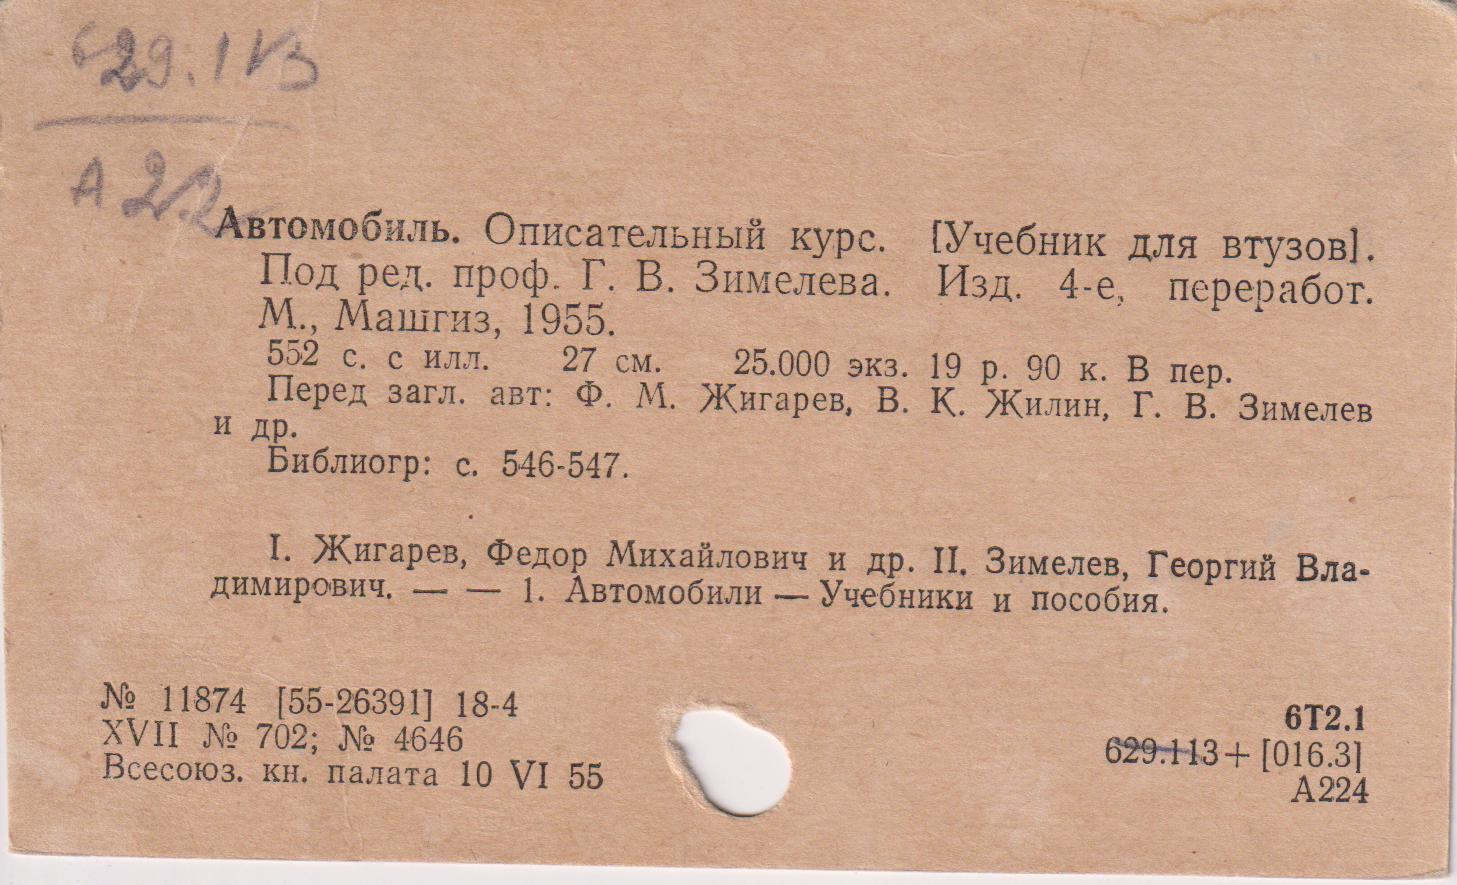 629.113
А22
Автомобиль. Описательный курс. [Учебник для втузов].
Под ред. проф. Г. В. Зимелева. Изд. 4-е, переработ.
М., Машгиз, 1955.
552 с. с илл. 27 см. 25.000 экз. 19 р. 90 к. В пер.
Перед загл. авт: Ф. М. Жигарев, В. К. Жилин, Г. В. Зимелев
и др.
Библиогр: с. 546-547.
I. Жигарев, Федор Михайлович и др. II. Зимелев, Георгий Вла-
димирович. — — 1. Автомобили — Учебники и пособия.
№ 11874 [55-26391] 18-4
XVII № 702; № 4646
Всесоюз. кн. палата 10 VI 55
6Т2.1
629.113+[016.3]
А224